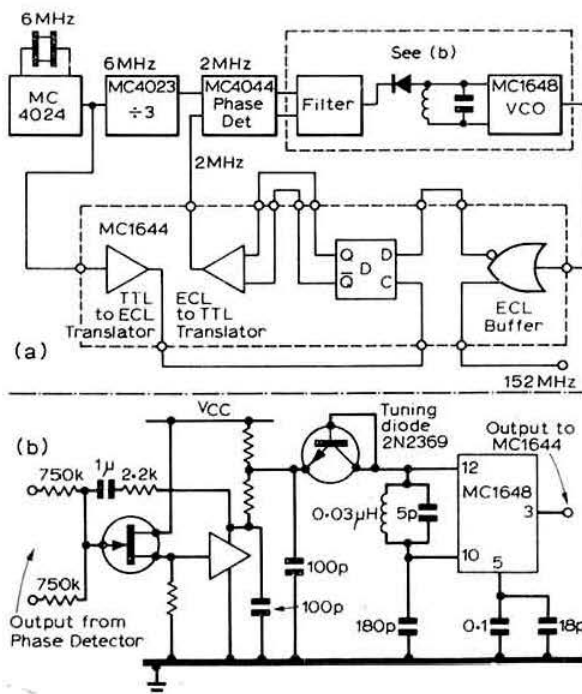 6MHz
MC
4024
6MHz
MC4023
÷3
2MHz
MC4044
Phase
Det
See (b)
Filter
MC1648
VCO
2MHz
MC1644
TTL
to ECL
Translator
ECL
to TTL
Translator
Q
Q̅
D
D
C
ECL
Buffer
152MHz
(a)
(b)
VCC
Tuning
diode
2N2369
Output to
MC1644
750k
1µ
2.2k
12
MC1648
3
0.03µH
5p
10
5
750k
100p
100p
180p
0.1
18p
Output from
Phase Detector